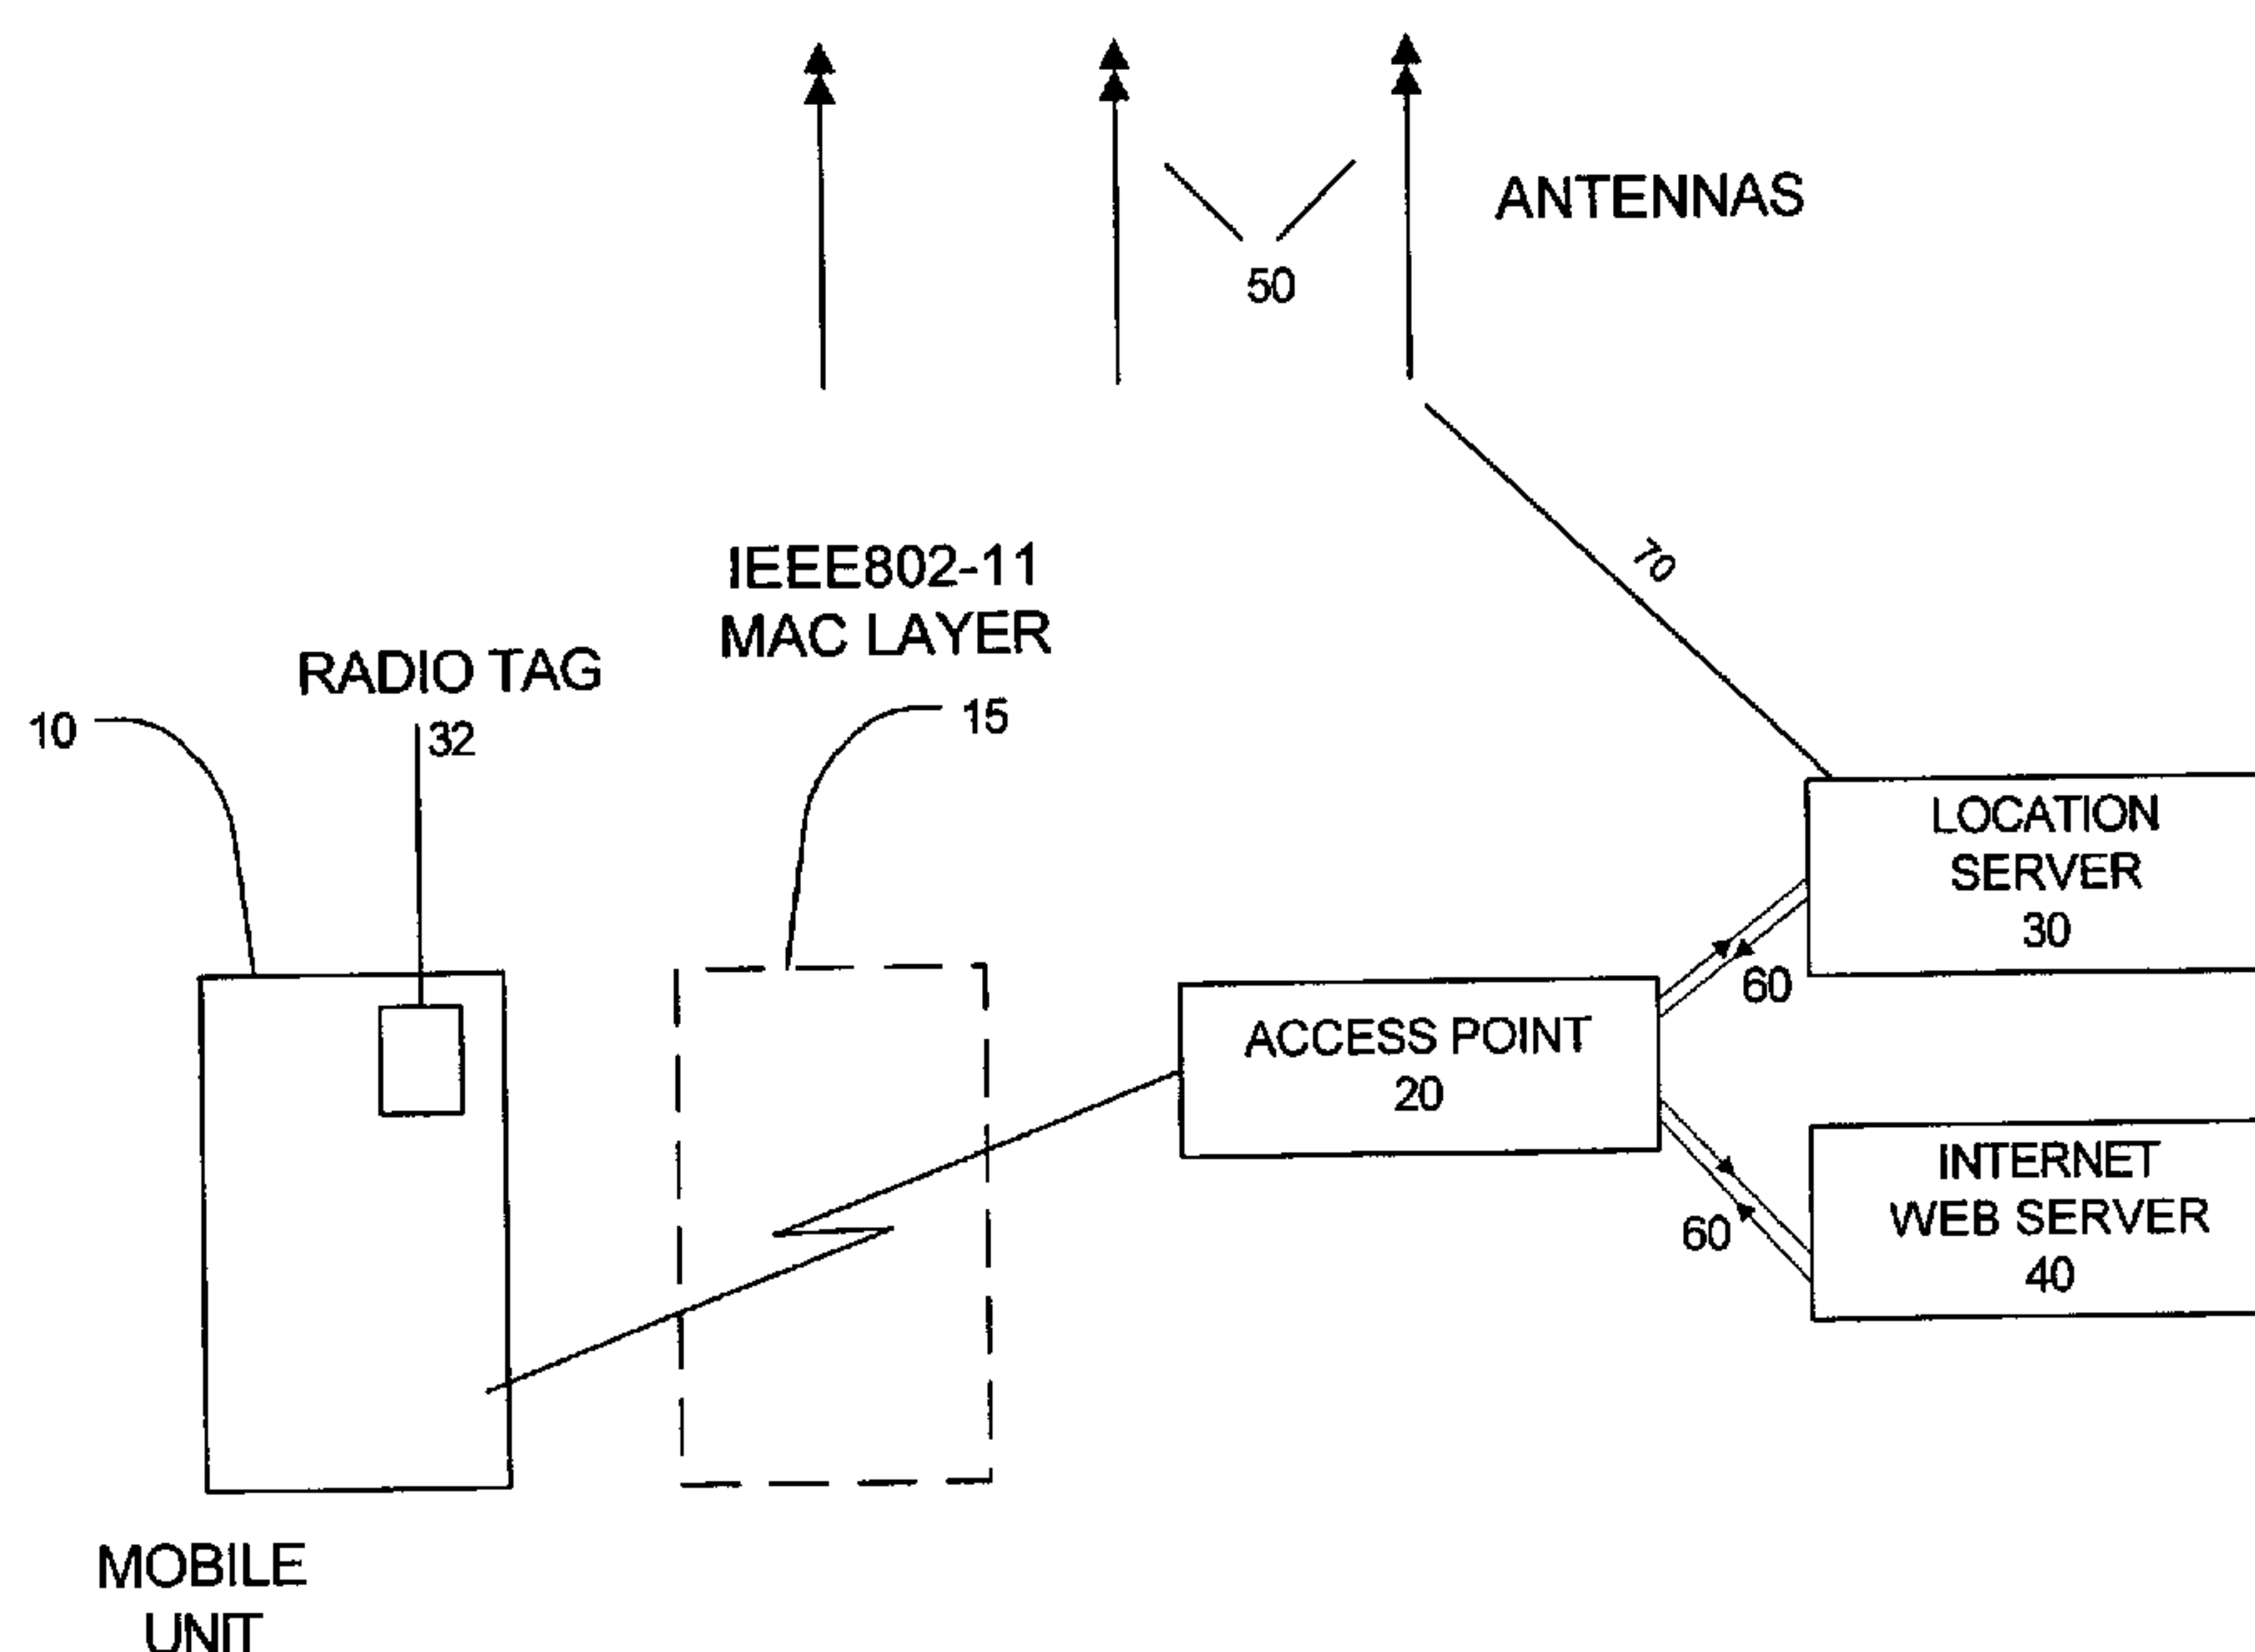 ANTENNAS
50
70
IEEE802-11
MAC LAYER
15
RADIO TAG
32
10
LOCATION
SERVER
30
60
ACCESS POINT
20
INTERNET
WEB SERVER
40
60
MOBILE
UNIT